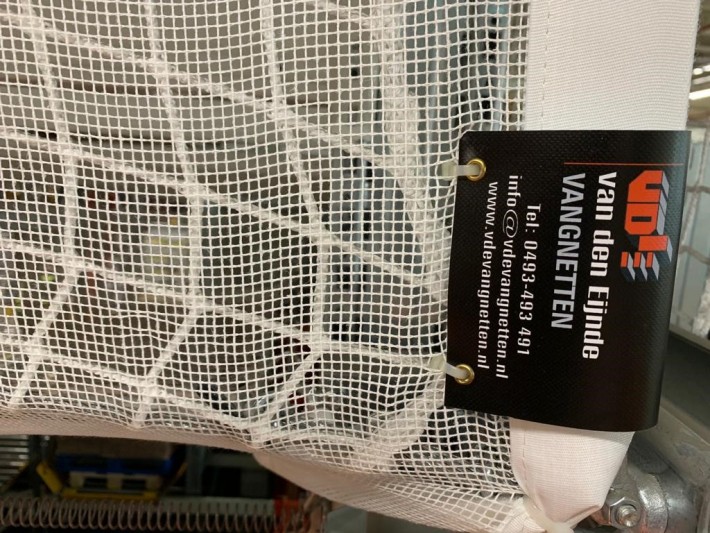 VDE
van den Eijnde
VANGNETTEN
Tel: 0493-493 491
info@vdevangnetten.nl
www.vdevangnetten.nl